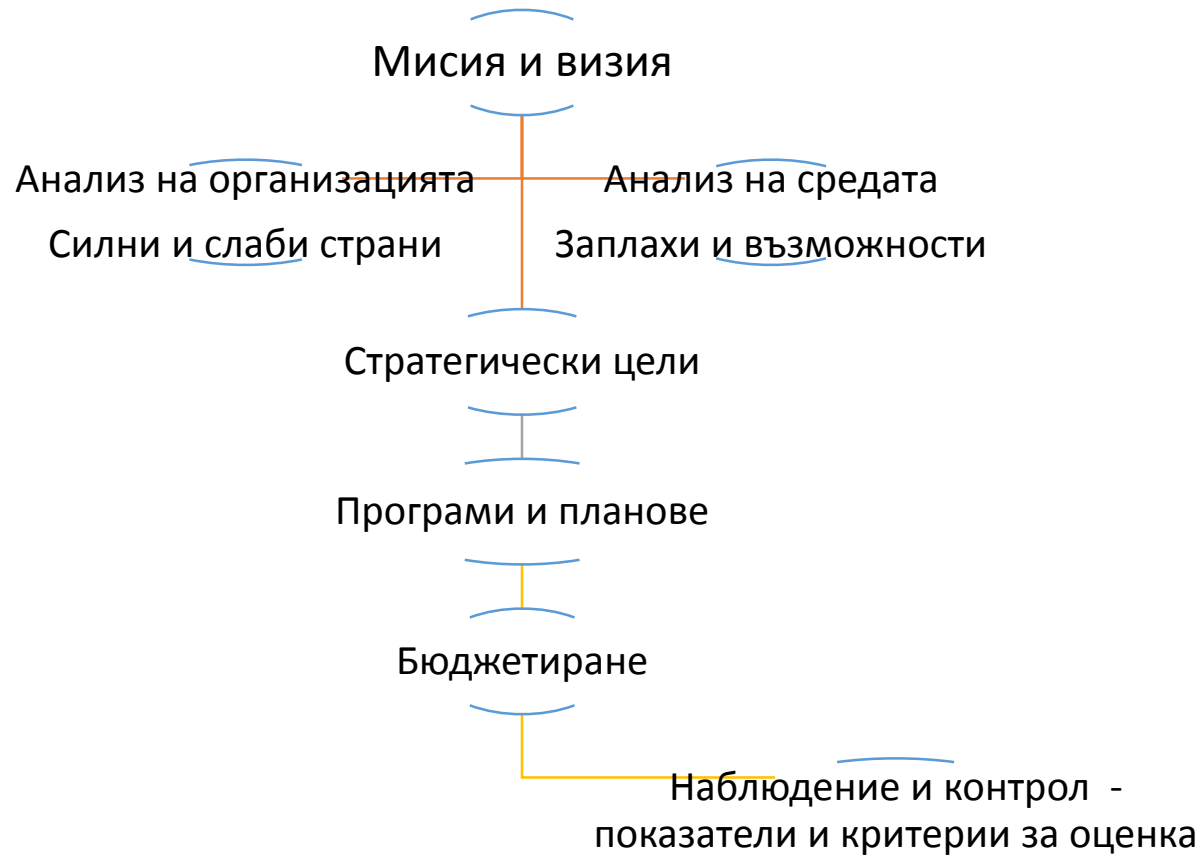 Мисия и визия
Анализ на организацията
Силни и слаби страни
Анализ на средата
Заплахи и възможности
Стратегически цели
Програми и планове
Бюджетиране
Наблюдение и контрол -
показатели и критерии за оценка